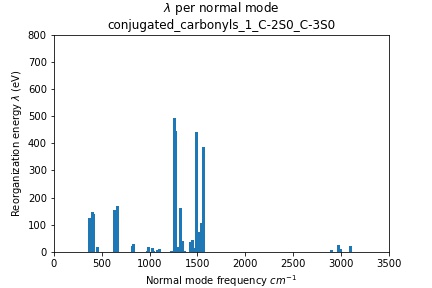 λ per normal mode
conjugated_carbonyls_1_C-2S0_C-3S0
Reorganization energy λ (eV)
800
700
600
500
400
300
200
100
0
0 500 1000 1500 2000 2500 3000 3500
Normal mode frequency cm⁻¹